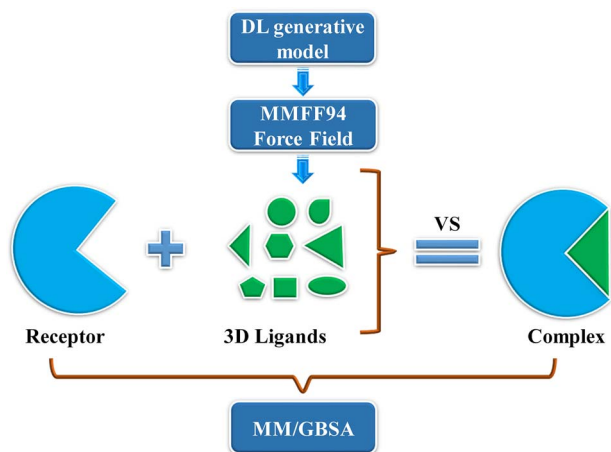 DL generative
model
MMFF94
Force Field
VS
Receptor
3D Ligands
Complex
MM/GBSA